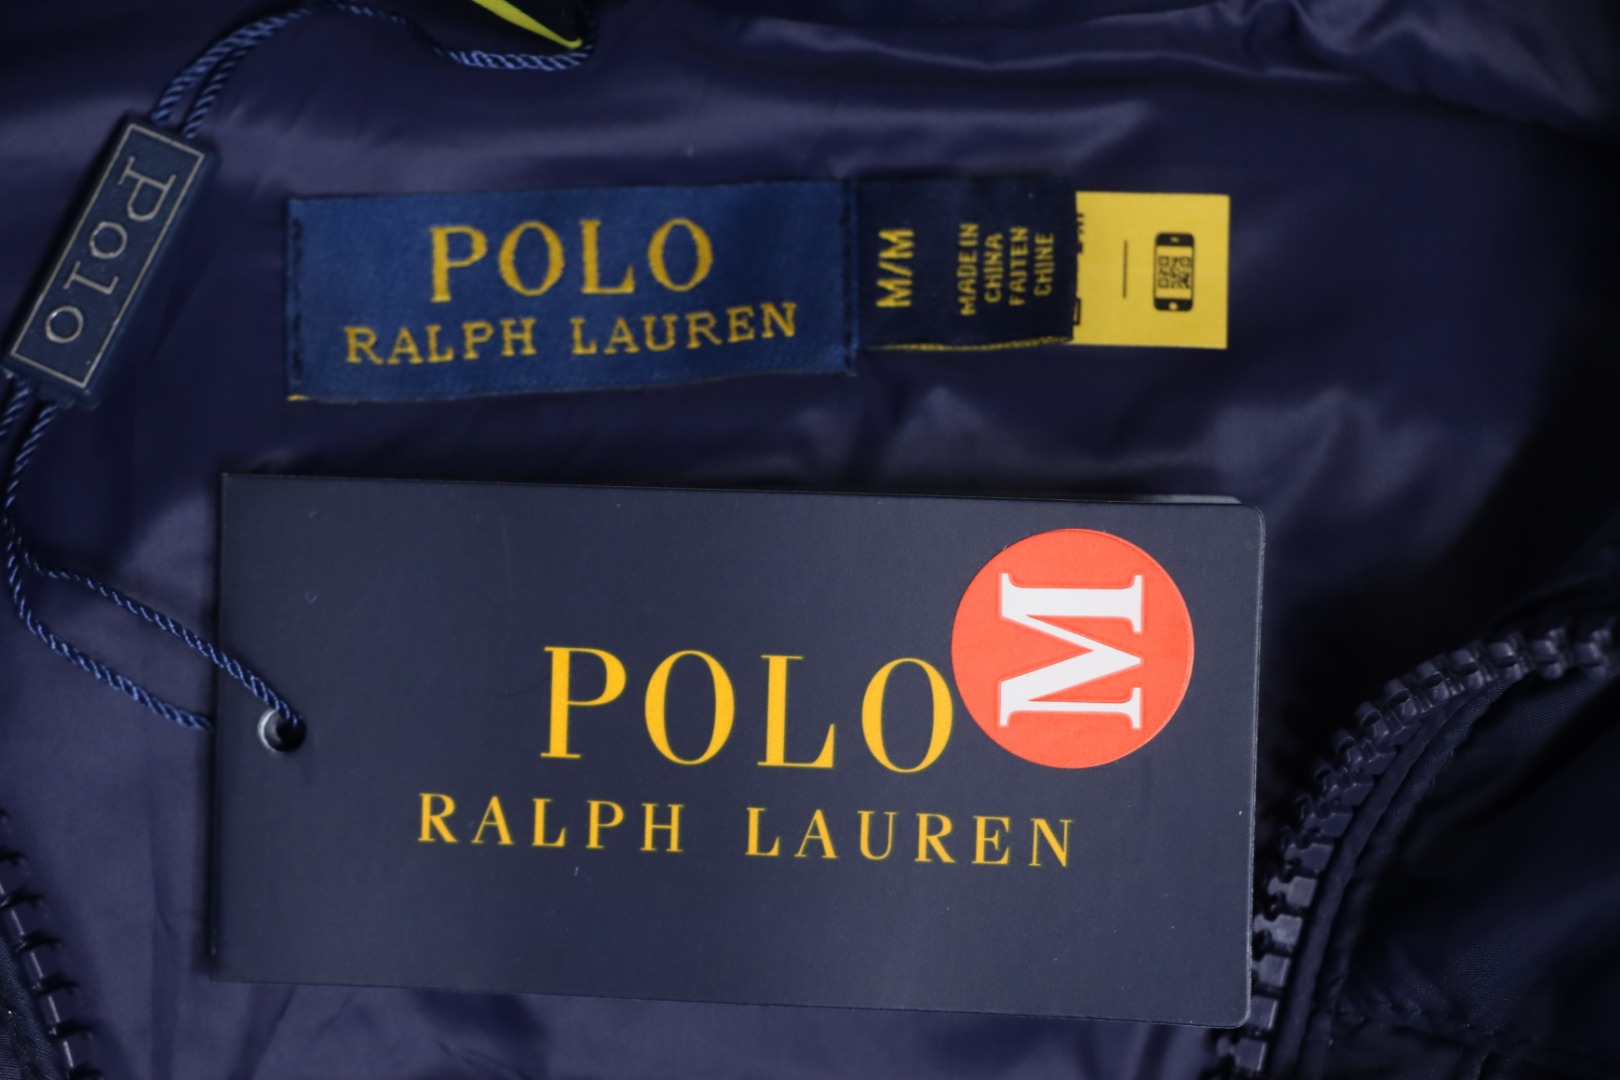 Polo
POLO
RALPH LAUREN
M/M
MADE IN
CHINA
FAITEN
CHINE
M
POLO
RALPH LAUREN